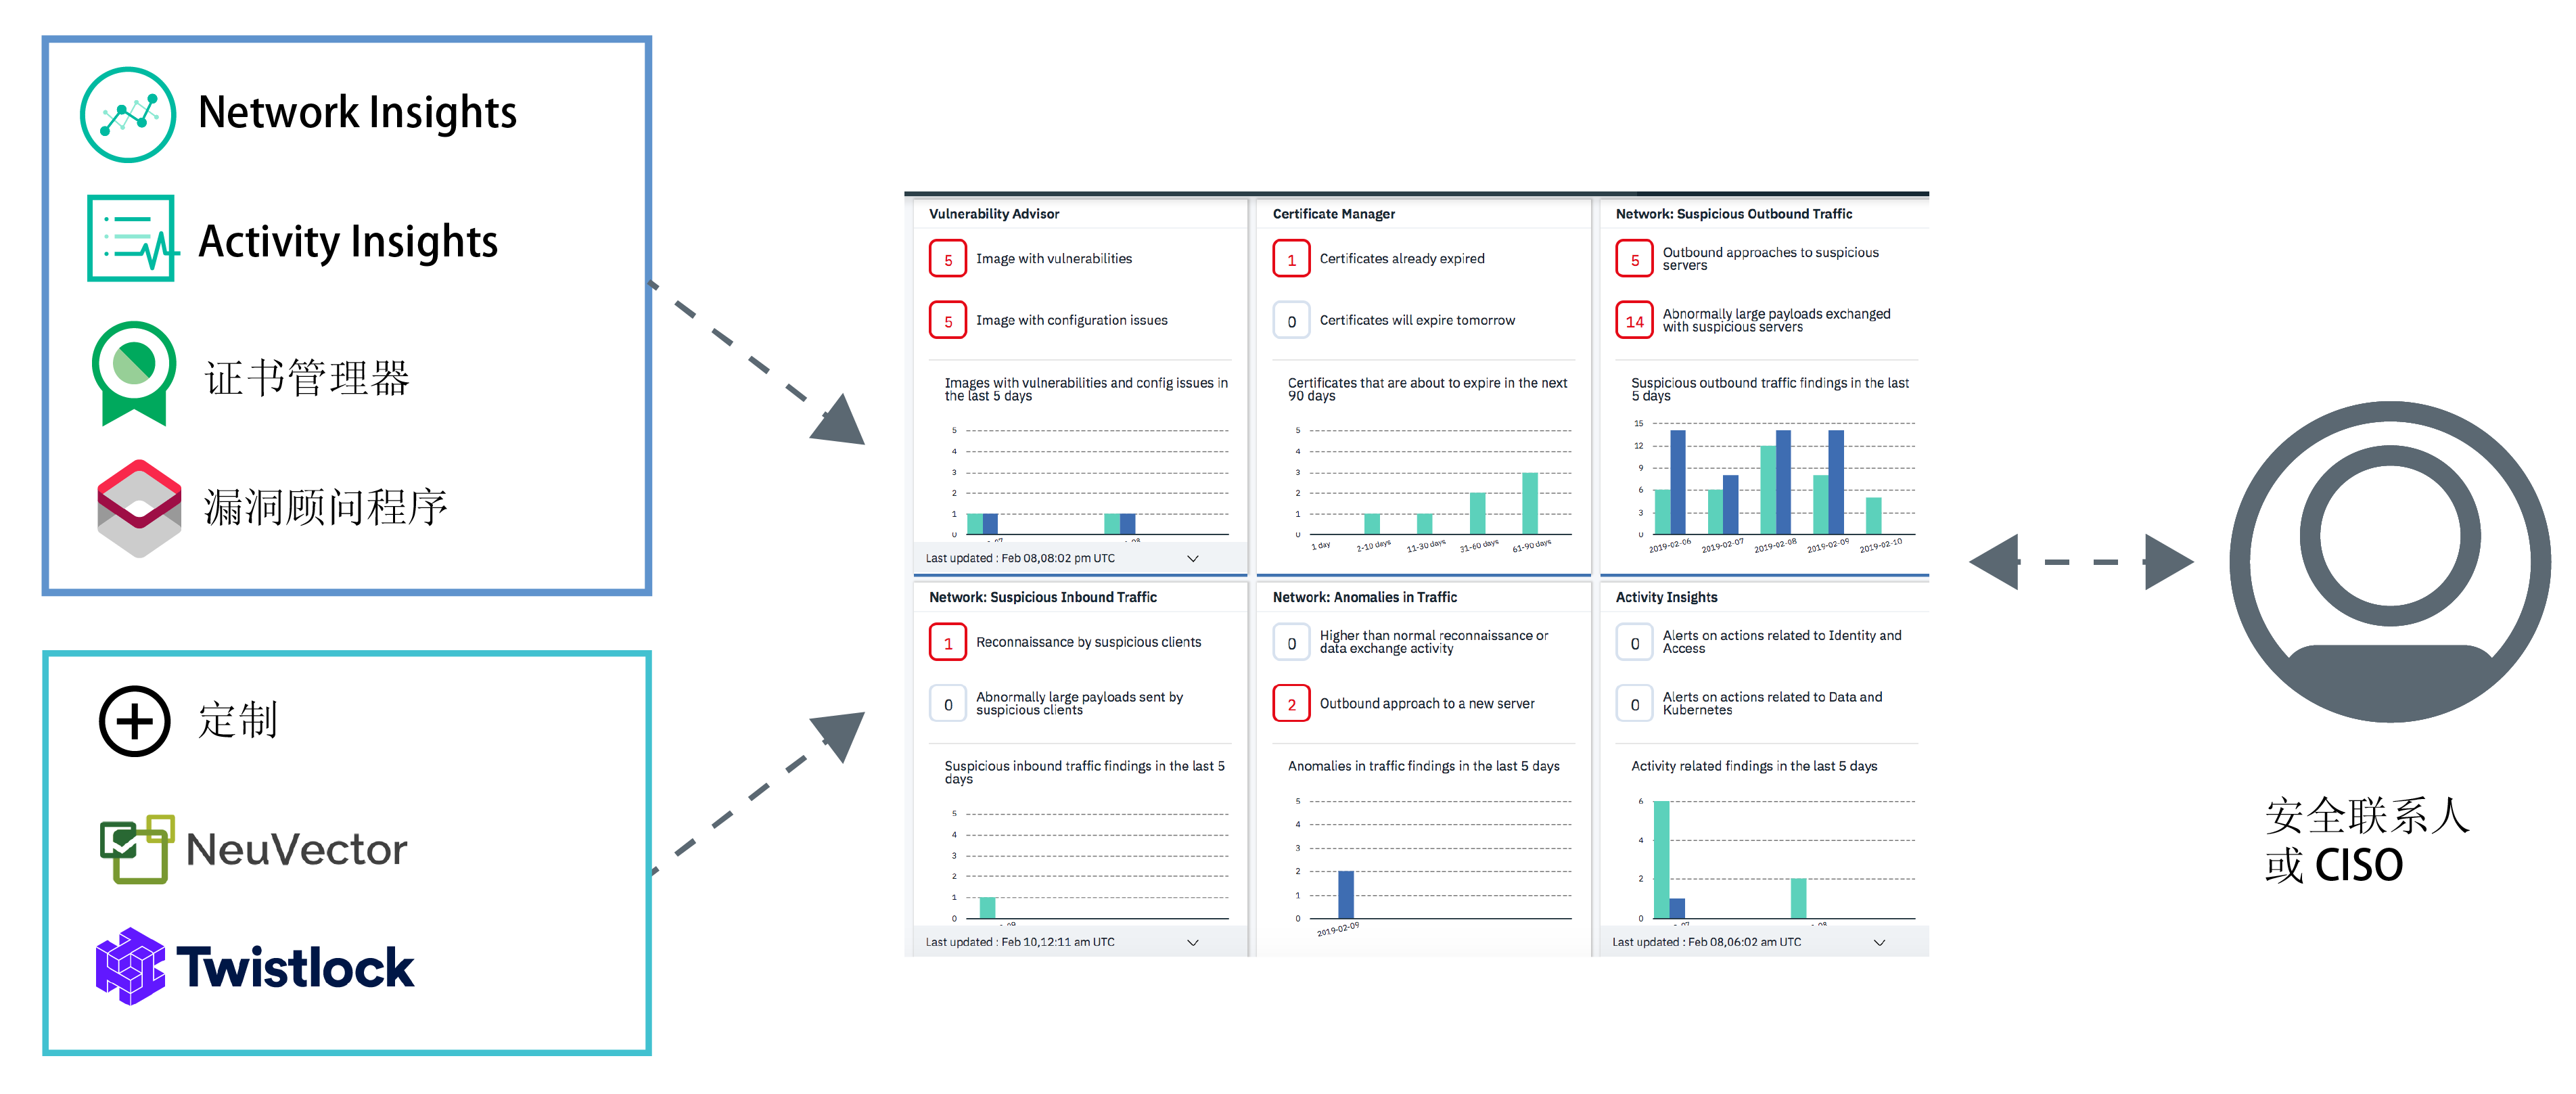 Network Insights
Activity Insights
证书管理器
漏洞顾问程序
定制
NeuVector
Twistlock
Vulnerability Advisor
5
Image with vulnerabilities
5
Image with configuration issues
Images with vulnerabilities and config issues in
the last 5 days
5
4
3
2
1
0
Last updated : Feb 08,08:02 pm UTC
Certificate Manager
1
Certificates already expired
0
Certificates will expire tomorrow
Certificates that are about to expire in the next
90 days
5
4
3
2
1
0
1 day
2-10 days
11-30 days
31-60 days
61-90 days
Network: Suspicious Outbound Traffic
5
Outbound approaches to suspicious
servers
14
Abnormally large payloads exchanged
with suspicious servers
Suspicious outbound traffic findings in the last
5 days
15
12
9
6
3
0
2019-02-06
2019-02-07
2019-02-08
2019-02-09
2019-02-10
Network: Suspicious Inbound Traffic
1
Reconnaissance by suspicious clients
0
Abnormally large payloads sent by
suspicious clients
Suspicious inbound traffic findings in the last 5
days
5
4
3
2
1
0
Last updated : Feb 10,12:11 am UTC
Network: Anomalies in Traffic
0
Higher than normal reconnaissance or
data exchange activity
2
Outbound approach to a new server
Anomalies in traffic findings in the last 5 days
5
4
3
2
1
0
2019-02-09
Activity Insights
0
Alerts on actions related to Identity and
Access
0
Alerts on actions related to Data and
Kubernetes
Activity related findings in the last 5 days
6
4
2
0
Last updated : Feb 08,06:02 am UTC
安全联系人
或 CISO